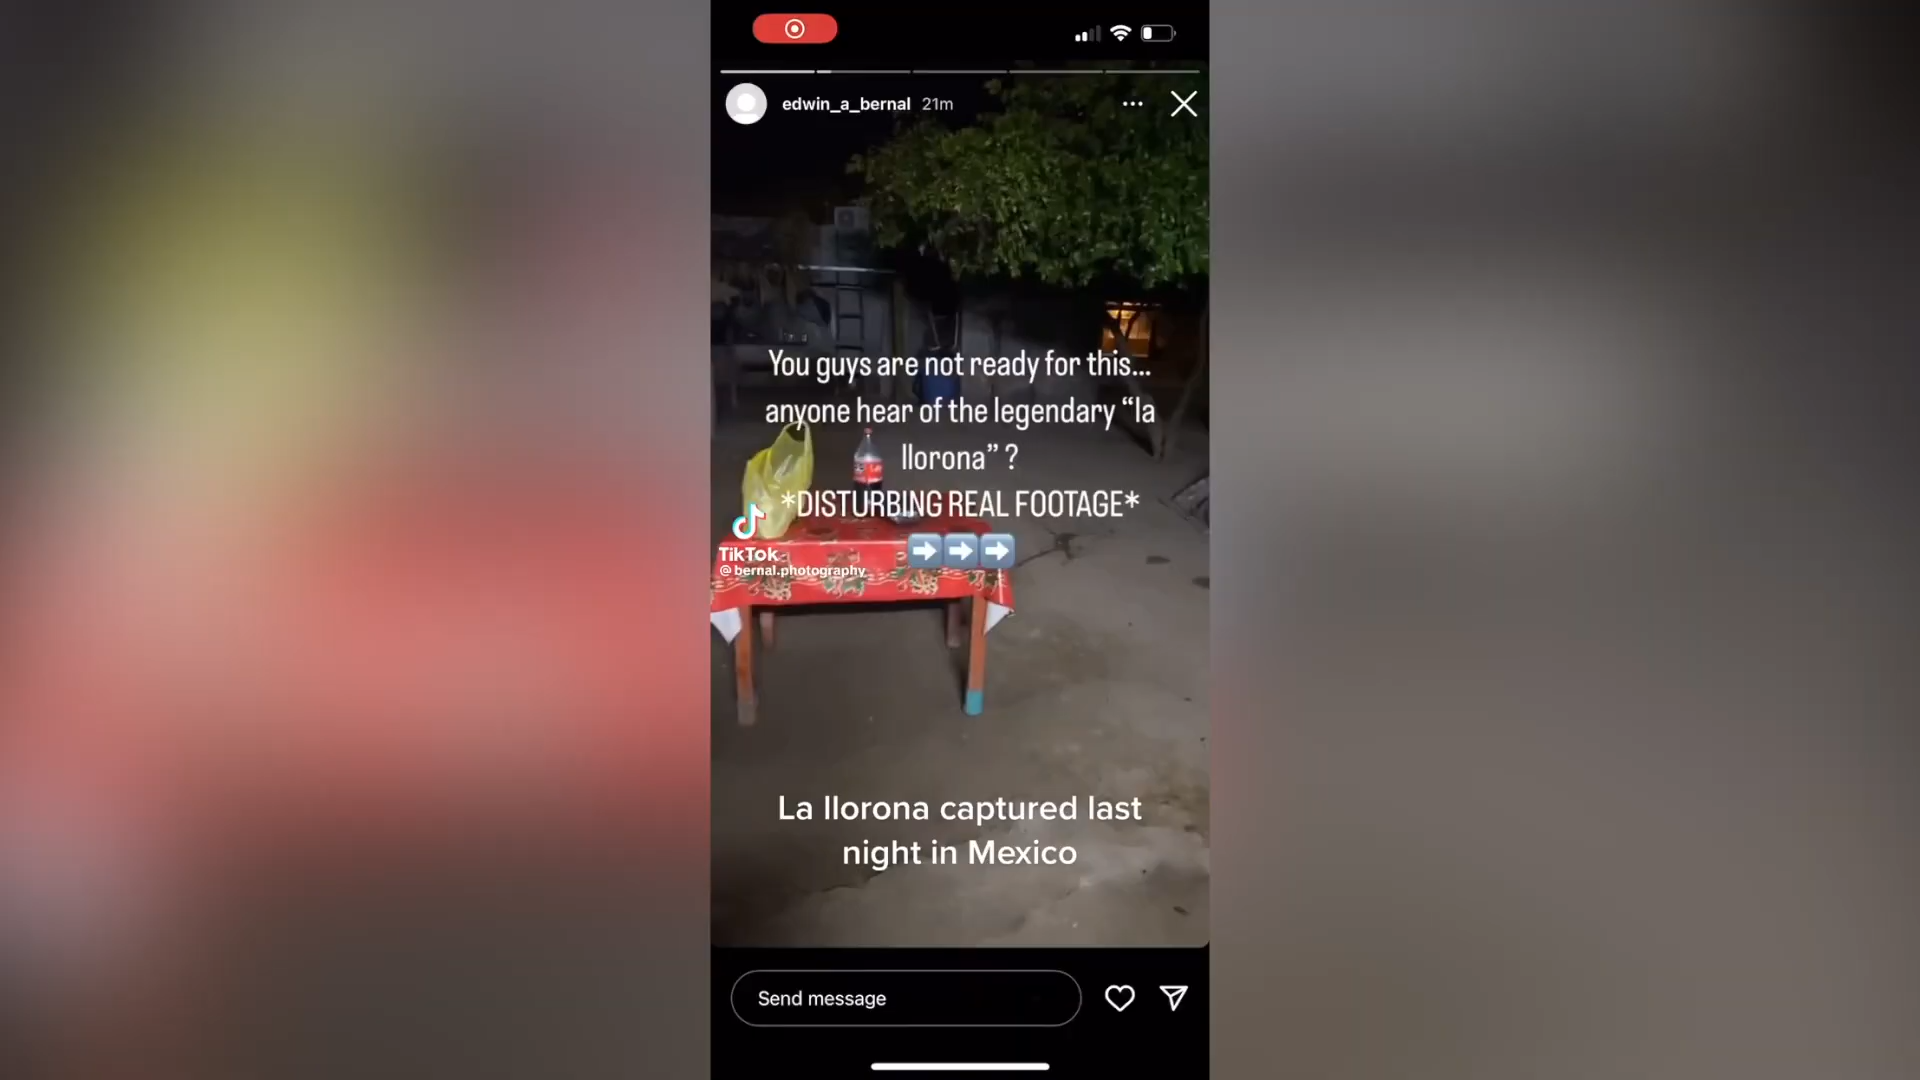 edwin_a_bernal 21m
You guys are not ready for this...
anyone hear of the legendary “la
llorona” ?
*DISTURBING REAL FOOTAGE*
TikTok
@bernal.photography
La llorona captured last
night in Mexico
Send message